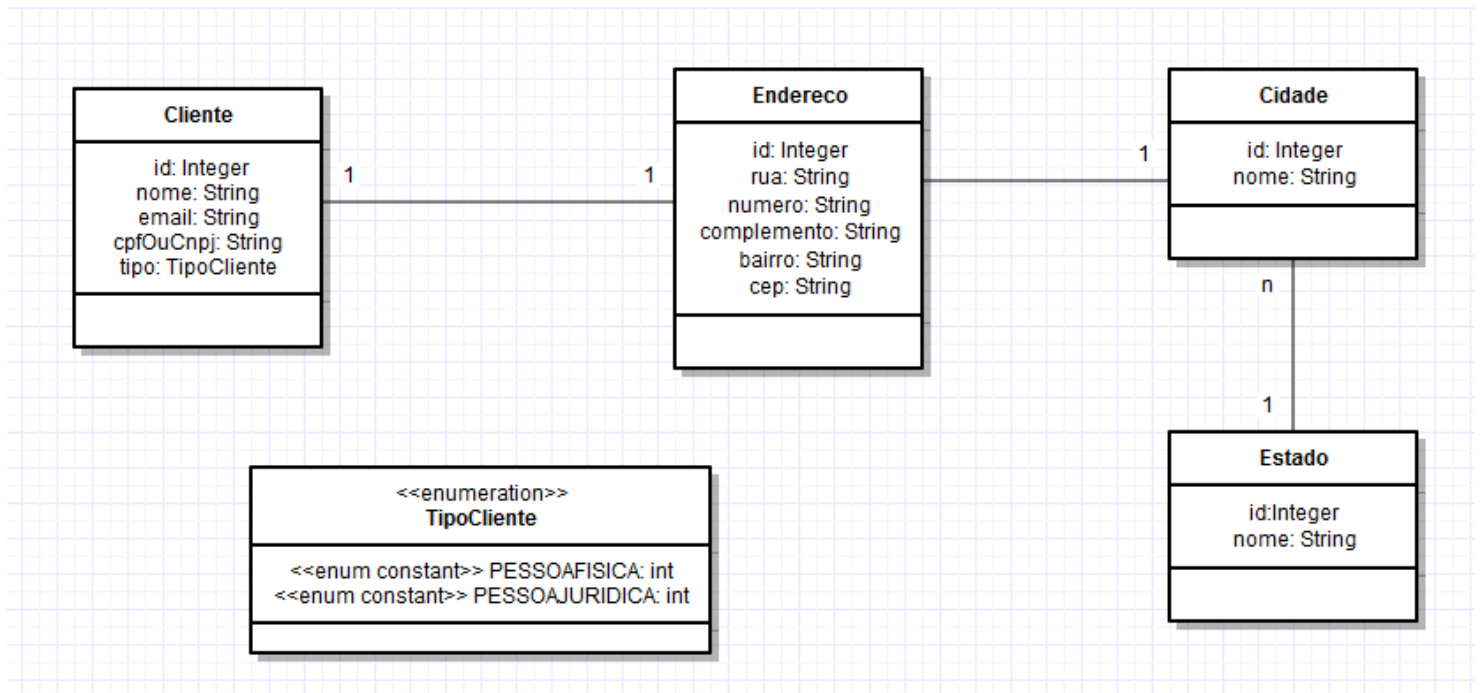 Cliente
id: Integer
nome: String
email: String
cpfOuCnpj: String
tipo: TipoCliente
1
1
Endereco
id: Integer
rua: String
numero: String
complemento: String
bairro: String
cep: String
1
Cidade
id: Integer
nome: String
n
1
Estado
id:Integer
nome: String
<<enumeration>>
TipoCliente
<<enum constant>> PESSOAFISICA: int
<<enum constant>> PESSOAJURIDICA: int